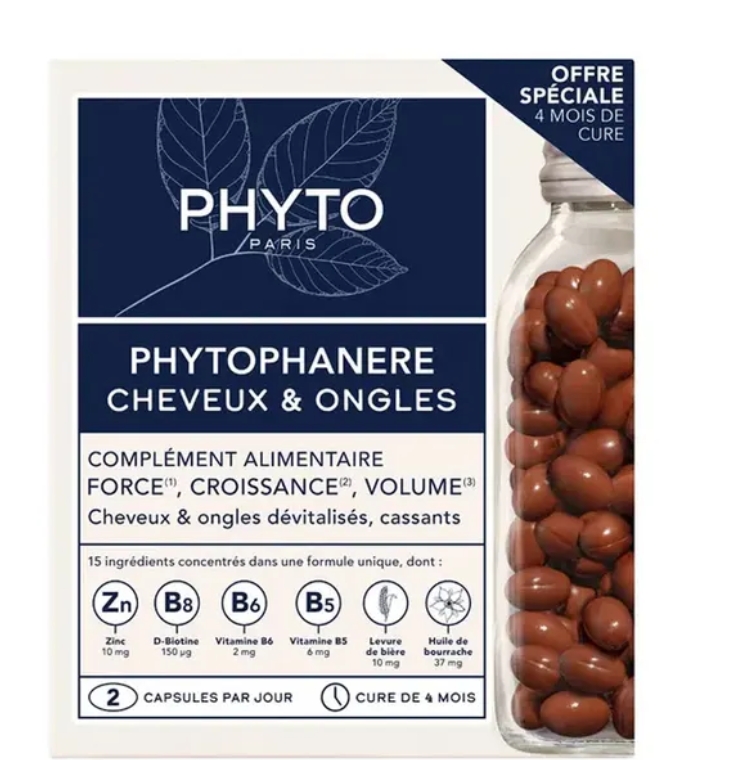 OFFRE
SPÉCIALE
4 MOIS DE
CURE
PHYTO
PARIS
PHYTOPHANERE
CHEVEUX & ONGLES
COMPLÉMENT ALIMENTAIRE
FORCE⁽¹⁾, CROISSANCE⁽²⁾, VOLUME⁽³⁾
Cheveux & ongles dévitalisés, cassants
15 ingrédients concentrés dans une formule unique, dont :
Zn B8 B6 B5
Zinc D-Biotine Vitamine B6 Vitamine B5 Levure Huile de
10 mg 150 µg 2 mg 6 mg de bière bourrache
10 mg 37 mg
2 CAPSULES PAR JOUR CURE DE 4 MOIS